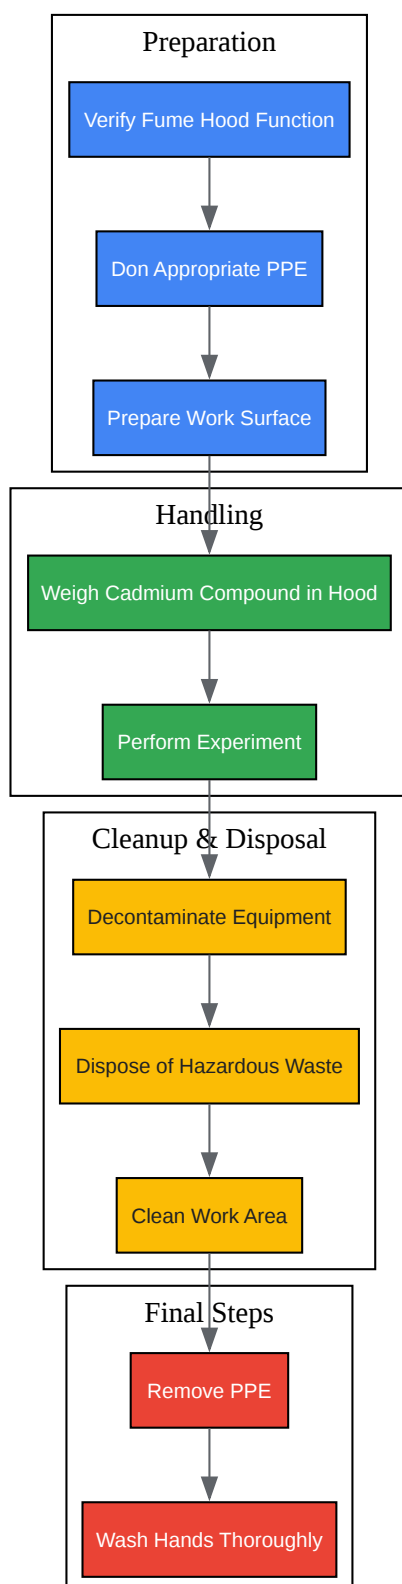 Preparation
Verify Fume Hood Function
Don Appropriate PPE
Prepare Work Surface
Handling
Weigh Cadmium Compound in Hood
Perform Experiment
Cleanup & Disposal
Decontaminate Equipment
Dispose of Hazardous Waste
Clean Work Area
Final Steps
Remove PPE
Wash Hands Thoroughly